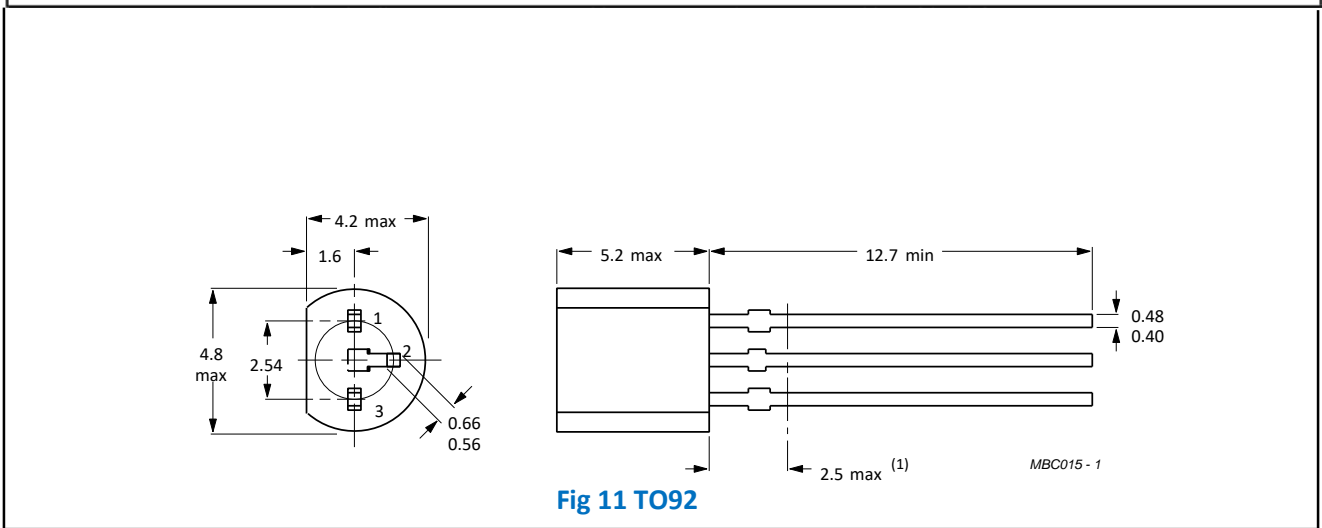 4.2 max
1.6
5.2 max
12.7 min
1
0.48
0.40
4.8
max
2.54
2
3
0.66
0.56
2.5 max (1)
MBC015 - 1
Fig 11 TO92